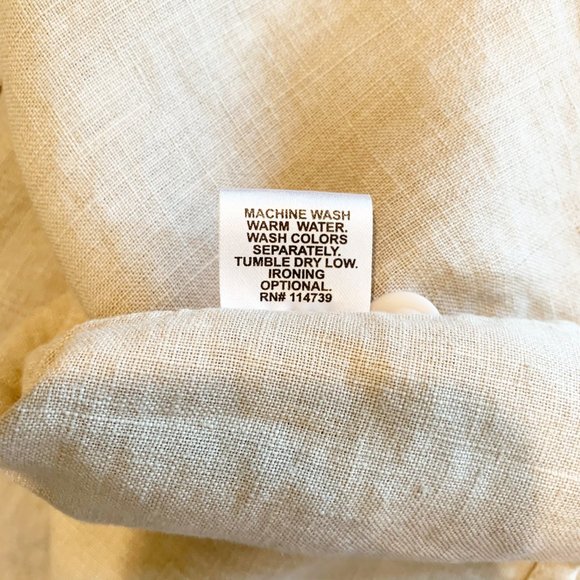 MACHINE WASH
WARM WATER.
WASH COLORS
SEPARATELY.
TUMBLE DRY LOW.
IRONING
OPTIONAL.
RN# 114739